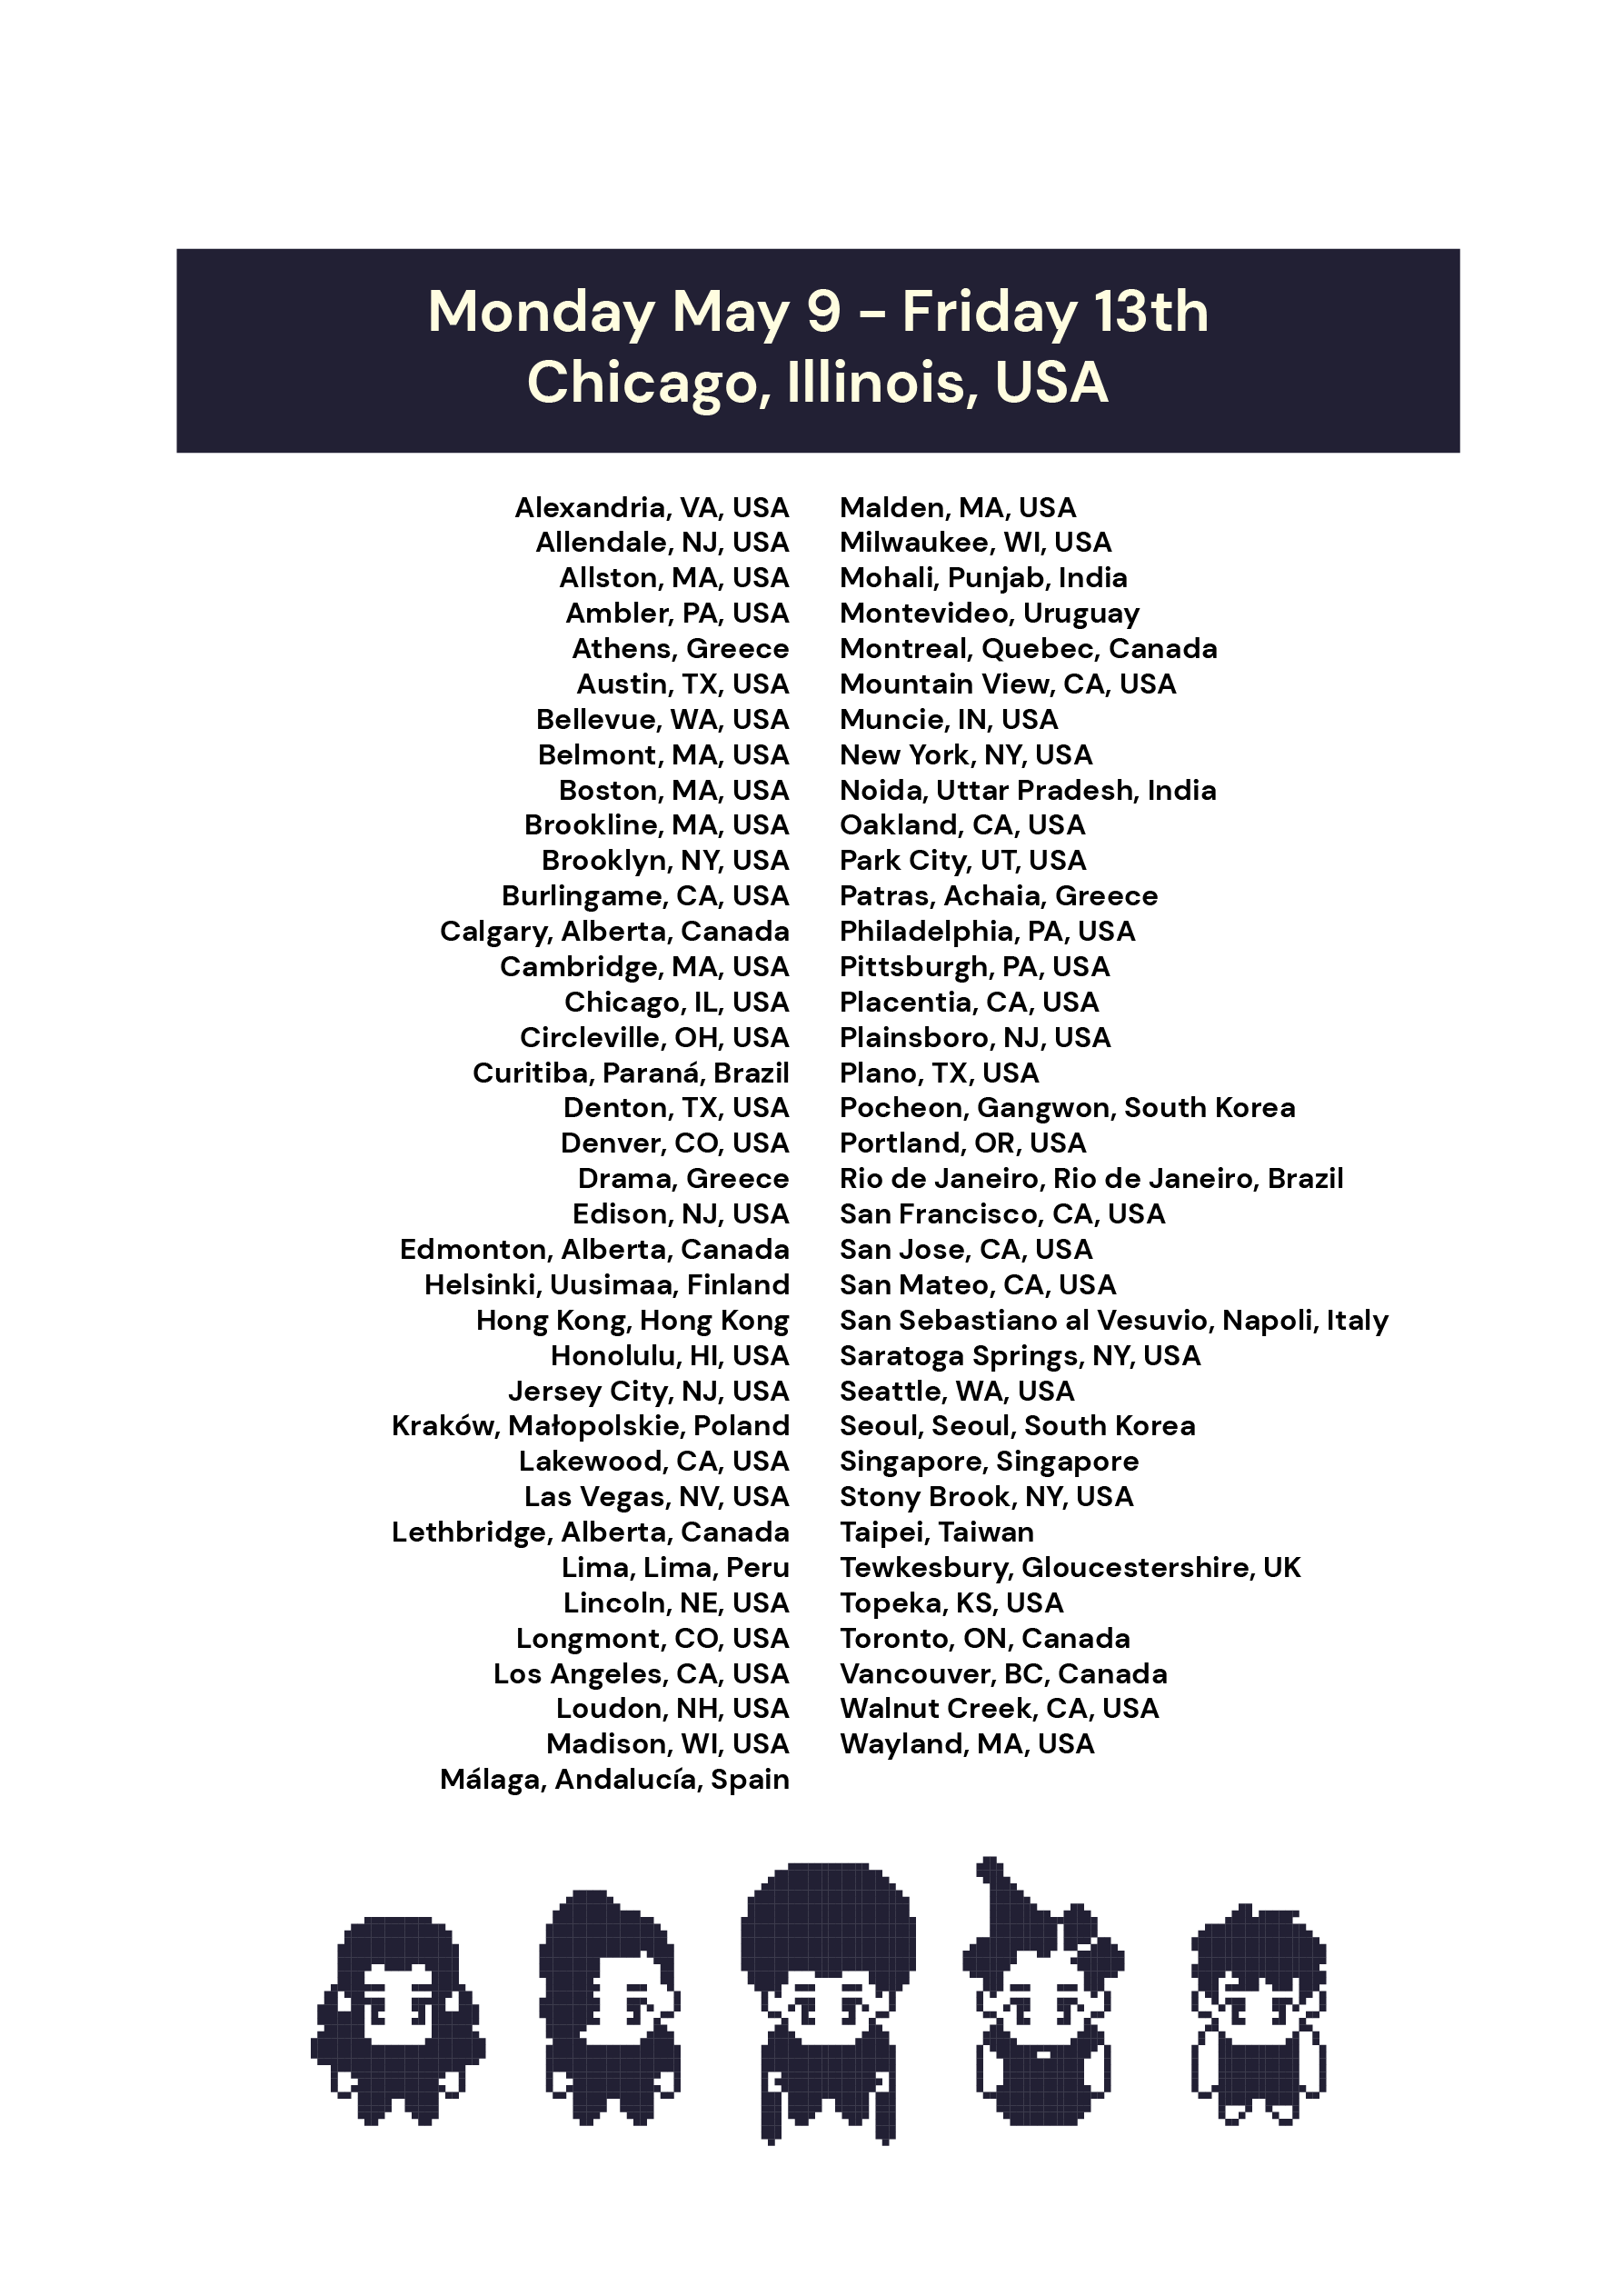 Monday May 9 – Friday 13th
Chicago, Illinois, USA
Alexandria, VA, USA
Allendale, NJ, USA
Allston, MA, USA
Ambler, PA, USA
Athens, Greece
Austin, TX, USA
Bellevue, WA, USA
Belmont, MA, USA
Boston, MA, USA
Brookline, MA, USA
Brooklyn, NY, USA
Burlingame, CA, USA
Calgary, Alberta, Canada
Cambridge, MA, USA
Chicago, IL, USA
Circleville, OH, USA
Curitiba, Paraná, Brazil
Denton, TX, USA
Denver, CO, USA
Drama, Greece
Edison, NJ, USA
Edmonton, Alberta, Canada
Helsinki, Uusimaa, Finland
Hong Kong, Hong Kong
Honolulu, HI, USA
Jersey City, NJ, USA
Kraków, Małopolskie, Poland
Lakewood, CA, USA
Las Vegas, NV, USA
Lethbridge, Alberta, Canada
Lima, Lima, Peru
Lincoln, NE, USA
Longmont, CO, USA
Los Angeles, CA, USA
Loudon, NH, USA
Madison, WI, USA
Málaga, Andalucía, Spain
Malden, MA, USA
Milwaukee, WI, USA
Mohali, Punjab, India
Montevideo, Uruguay
Montreal, Quebec, Canada
Mountain View, CA, USA
Muncie, IN, USA
New York, NY, USA
Noida, Uttar Pradesh, India
Oakland, CA, USA
Park City, UT, USA
Patras, Achaia, Greece
Philadelphia, PA, USA
Pittsburgh, PA, USA
Placentia, CA, USA
Plainsboro, NJ, USA
Plano, TX, USA
Pocheon, Gangwon, South Korea
Portland, OR, USA
Rio de Janeiro, Rio de Janeiro, Brazil
San Francisco, CA, USA
San Jose, CA, USA
San Mateo, CA, USA
San Sebastiano al Vesuvio, Napoli, Italy
Saratoga Springs, NY, USA
Seattle, WA, USA
Seoul, Seoul, South Korea
Singapore, Singapore
Stony Brook, NY, USA
Taipei, Taiwan
Tewkesbury, Gloucestershire, UK
Topeka, KS, USA
Toronto, ON, Canada
Vancouver, BC, Canada
Walnut Creek, CA, USA
Wayland, MA, USA